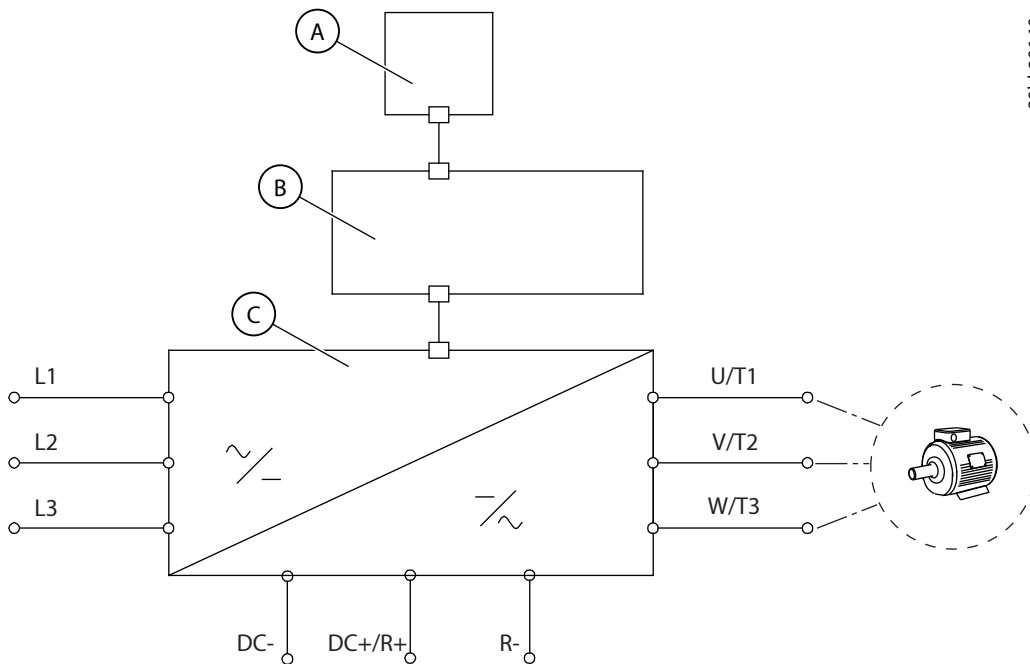 A
B
C
L1
U/T1
L2
V/T2
L3
W/T3
DC-
DC+/R+
R-